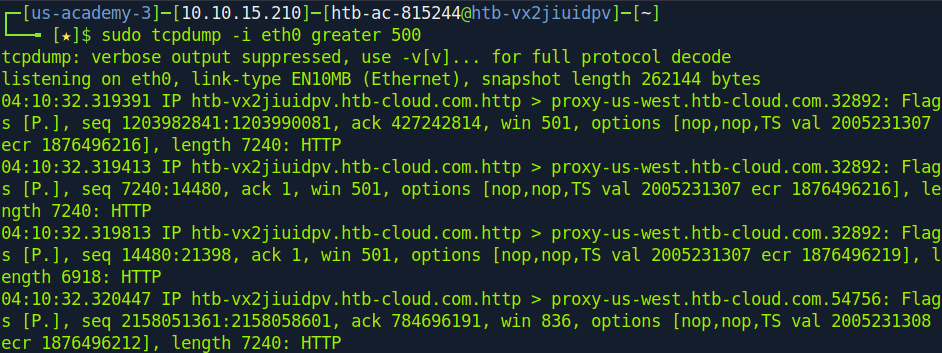 ┌─[us-academy-3]─[10.10.15.210]─[htb-ac-815244@htb-vx2jiuidpv]─[~]
└──╼ [★]$ sudo tcpdump -i eth0 greater 500
tcpdump: verbose output suppressed, use -v[v]... for full protocol decode
listening on eth0, link-type EN10MB (Ethernet), snapshot length 262144 bytes
04:10:32.319391 IP htb-vx2jiuidpv.htb-cloud.com.http > proxy-us-west.htb-cloud.com.32892: Flag
s [P.], seq 1203982841:1203990081, ack 427242814, win 501, options [nop,nop,TS val 2005231307
ecr 1876496216], length 7240: HTTP
04:10:32.319413 IP htb-vx2jiuidpv.htb-cloud.com.http > proxy-us-west.htb-cloud.com.32892: Flag
s [P.], seq 7240:14480, ack 1, win 501, options [nop,nop,TS val 2005231307 ecr 1876496216], le
ngth 7240: HTTP
04:10:32.319813 IP htb-vx2jiuidpv.htb-cloud.com.http > proxy-us-west.htb-cloud.com.32892: Flag
s [P.], seq 14480:21398, ack 1, win 501, options [nop,nop,TS val 2005231307 ecr 1876496219], l
ength 6918: HTTP
04:10:32.320447 IP htb-vx2jiuidpv.htb-cloud.com.http > proxy-us-west.htb-cloud.com.54756: Flag
s [P.], seq 2158051361:2158058601, ack 784696191, win 836, options [nop,nop,TS val 2005231308
ecr 1876496212], length 7240: HTTP